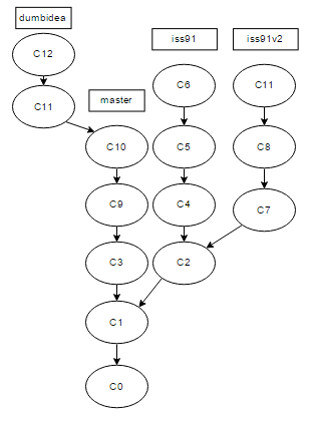 dumbidea
iss91
iss91v2
C12
C6
C11
C11
master
C10
C5
C8
C9
C4
C7
C3
C2
C1
C0